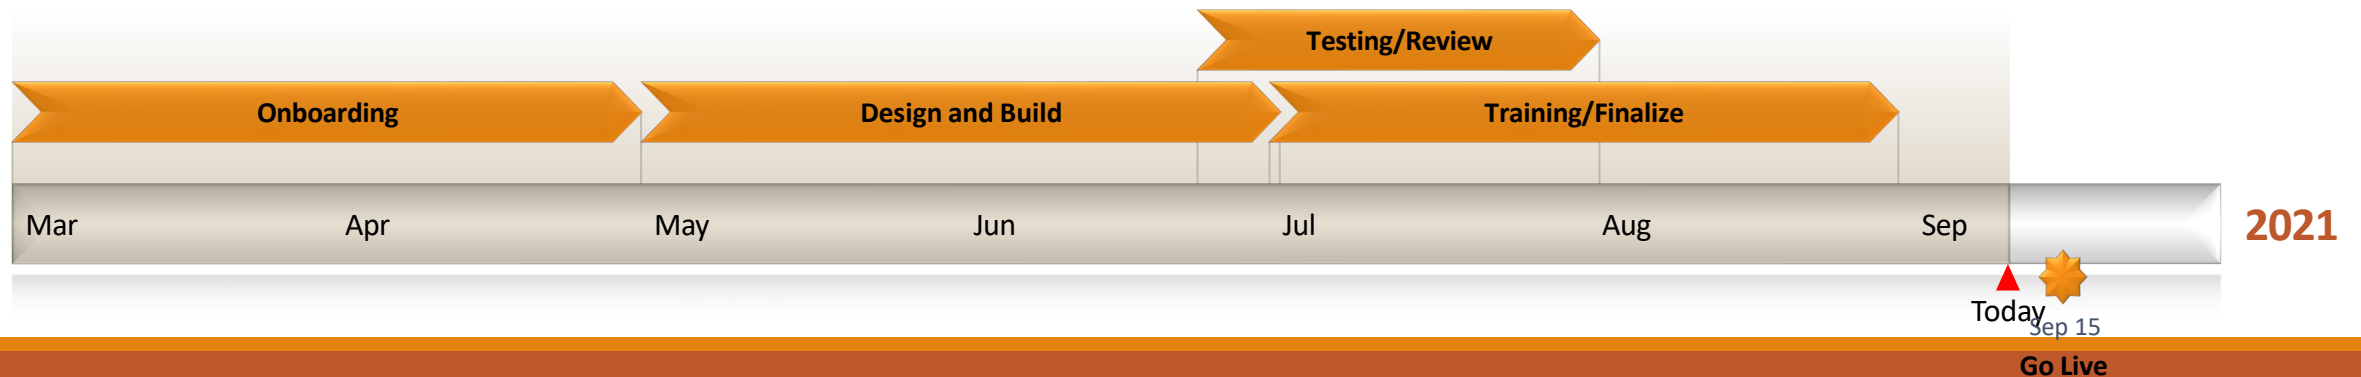 Testing/Review
Onboarding
Design and Build
Training/Finalize
Mar
Apr
May
Jun
Jul
Aug
Sep
2021
Today
Sep 15
Go Live